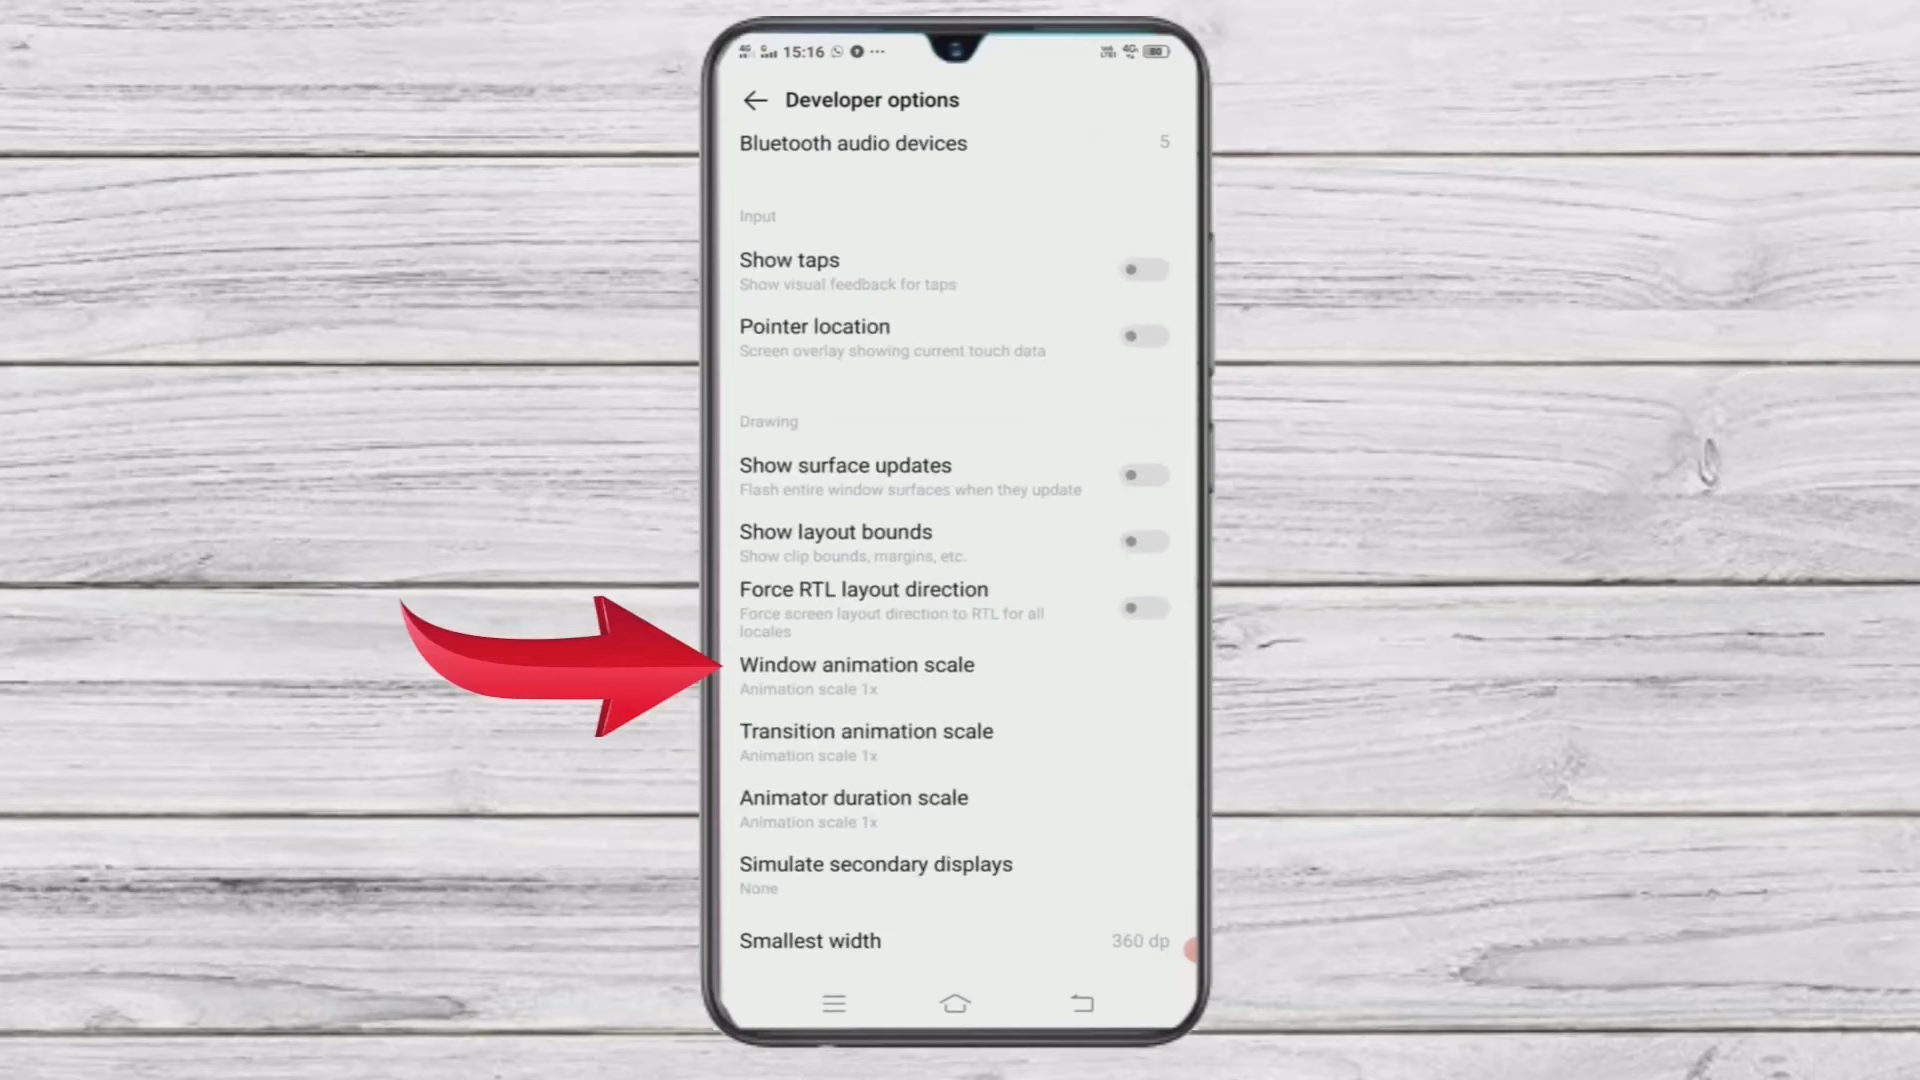 4G G 15:16 ... VoLTE 4G 80
Developer options
Bluetooth audio devices 5
Input
Show taps
Show visual feedback for taps
Pointer location
Screen overlay showing current touch data
Drawing
Show surface updates
Flash entire window surfaces when they update
Show layout bounds
Show clip bounds, margins, etc.
Force RTL layout direction
Force screen layout direction to RTL for all
locales
Window animation scale
Animation scale 1x
Transition animation scale
Animation scale 1x
Animator duration scale
Animation scale 1x
Simulate secondary displays
None
Smallest width 360 dp